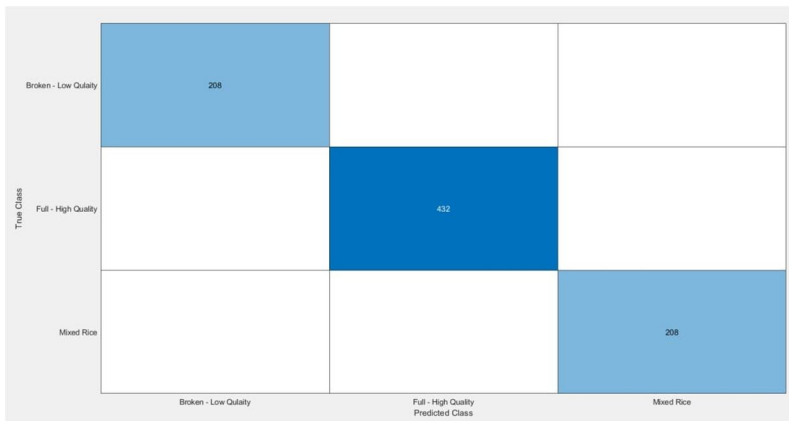 True Class
Broken - Low Qulaity
208
Full - High Quality
432
Mixed Rice
208
Broken - Low Qulaity
Full - High Quality
Mixed Rice
Predicted Class